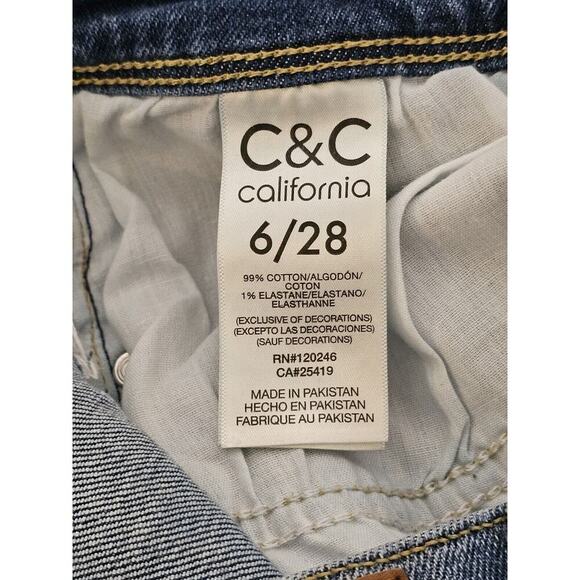 C&C
california
6/28
99% COTTON/ALGODÓN/
COTON
1% ELASTANE/ELASTANO/
ELASTHANNE
(EXCLUSIVE OF DECORATIONS)
(EXCEPTO LAS DECORACIONES)
(SAUF DECORATIONS)
RN#120246
CA#25419
MADE IN PAKISTAN
HECHO EN PAKISTAN
FABRIQUE AU PAKISTAN